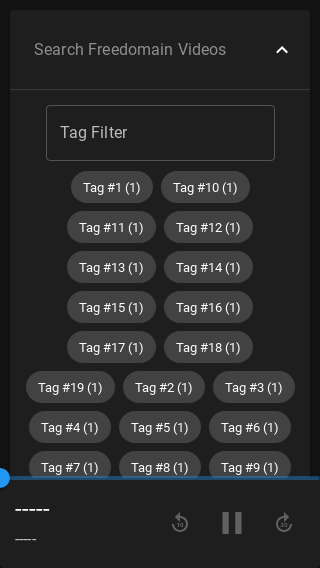 Search Freedomain Videos
Tag Filter
Tag #1 (1) Tag #10 (1)
Tag #11 (1) Tag #12 (1)
Tag #13 (1) Tag #14 (1)
Tag #15 (1) Tag #16 (1)
Tag #17 (1) Tag #18 (1)
Tag #19 (1) Tag #2 (1) Tag #3 (1)
Tag #4 (1) Tag #5 (1) Tag #6 (1)
Tag #7 (1) Tag #8 (1) Tag #9 (1)
-----
10 30
-----